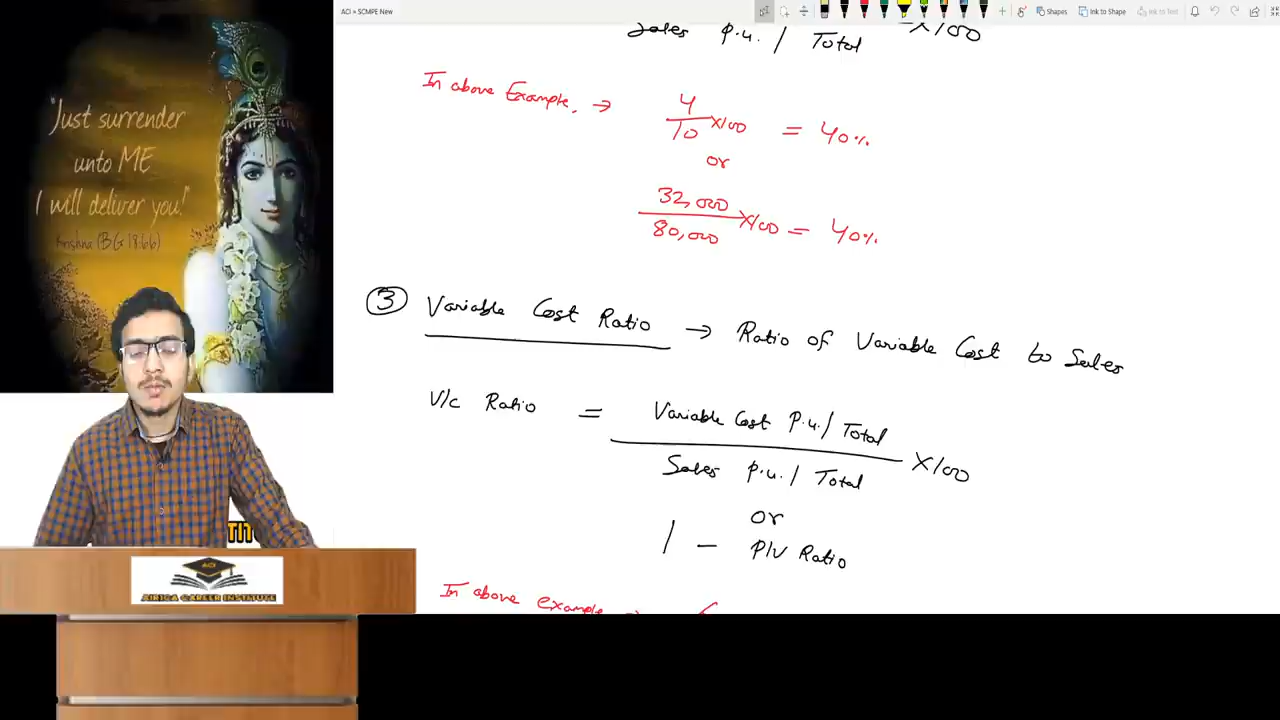 ACI » SCMPE New
Shapes
Ink to Shape
Ink to Text
"Just surrender
unto ME
I will deliver you!"
Krishna (BG 18:66)
Sales P.u. / Total
×100
In above Example, →
4
10 ×100 = 40%
or
32,000
80,000 ×100 = 40%
③ Variable Cost Ratio → Ratio of Variable Cost to Sales
V/C Ratio = Variable Cost P.u. / Total
Sales P.u. / Total ×100
or
1 - P/V Ratio
In above example
ACI
AIRICA CAREER INSTITUTE